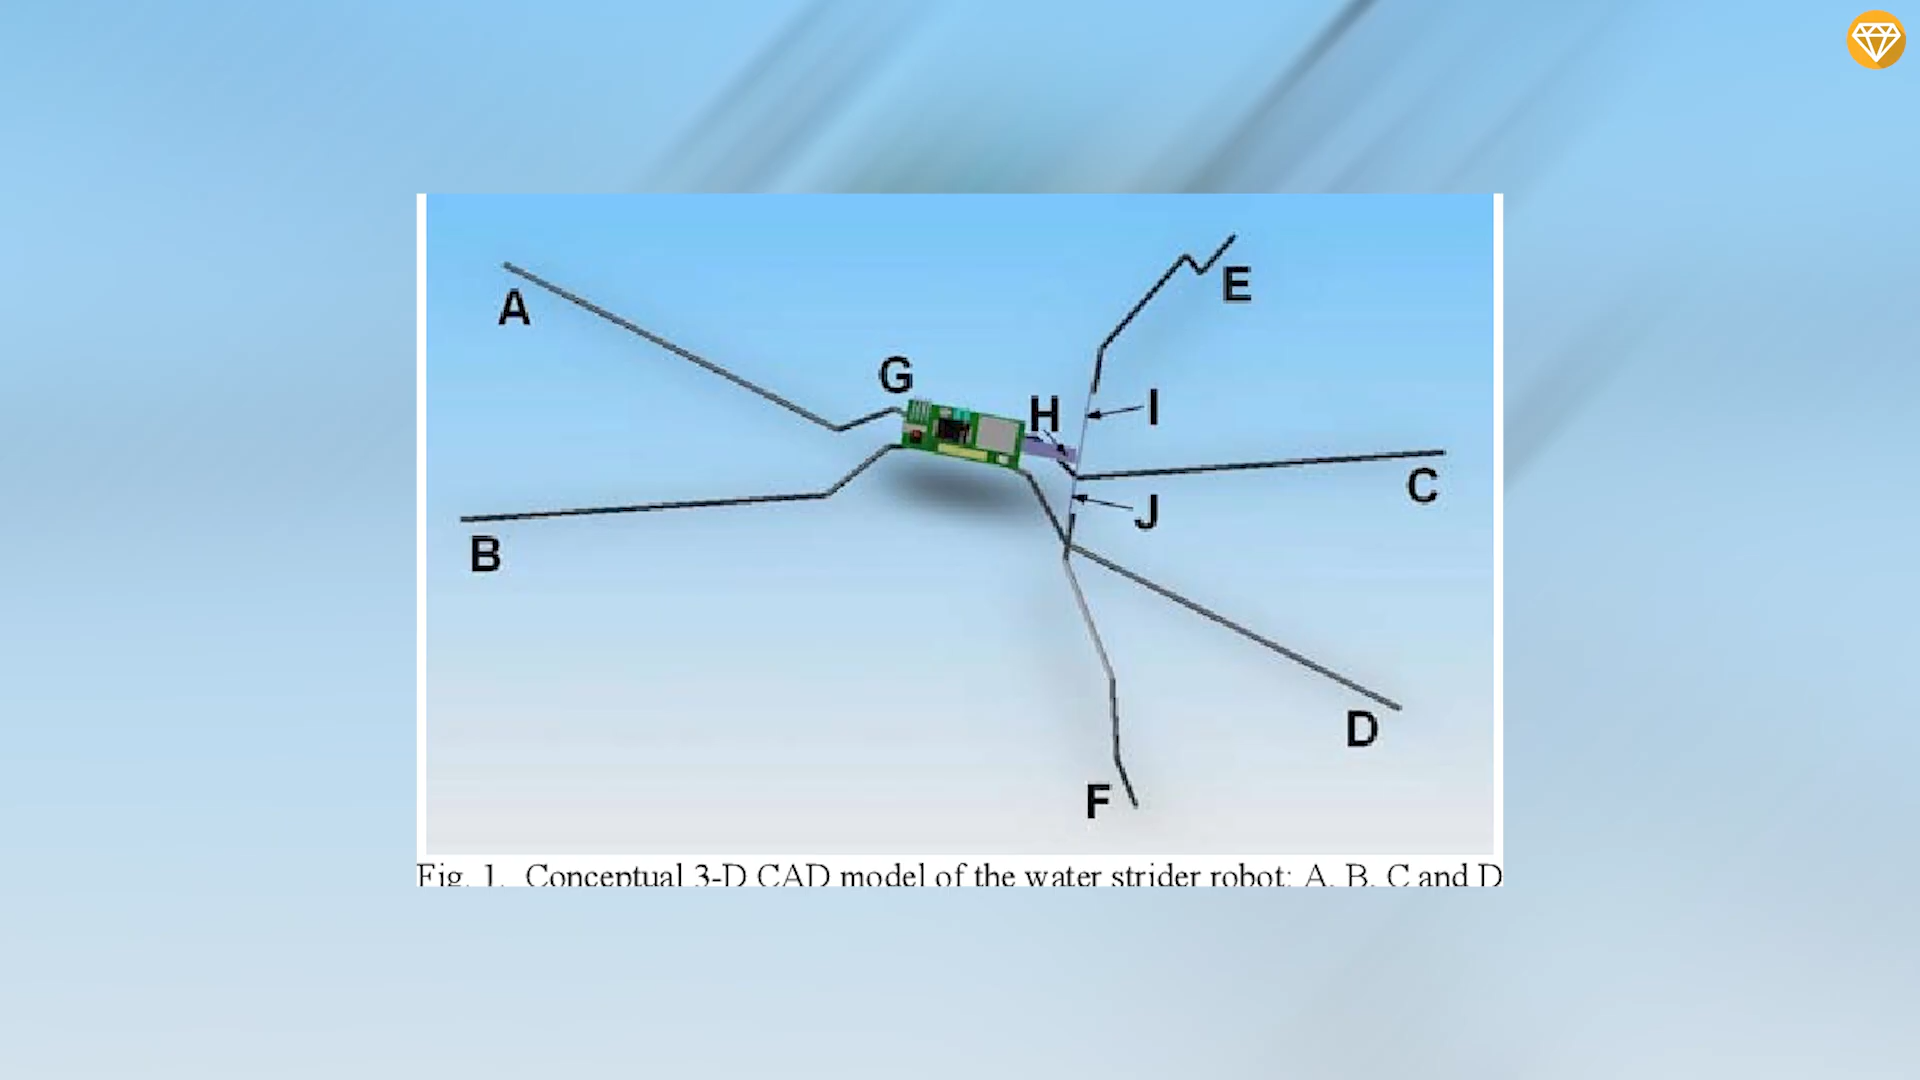 E
A
G
H
I
C
J
B
D
F
Fig. 1. Conceptual 3-D CAD model of the water strider robot: A, B, C and D